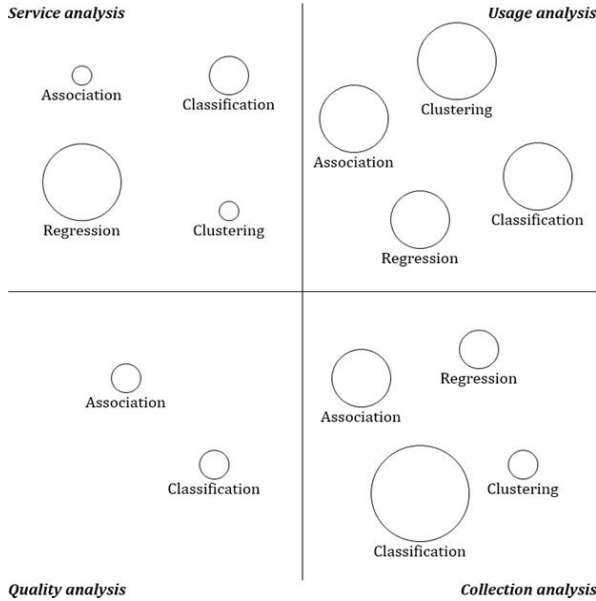 Service analysis
Association
Classification
Regression
Clustering
Usage analysis
Clustering
Association
Classification
Regression
Association
Classification
Quality analysis
Regression
Association
Clustering
Classification
Collection analysis